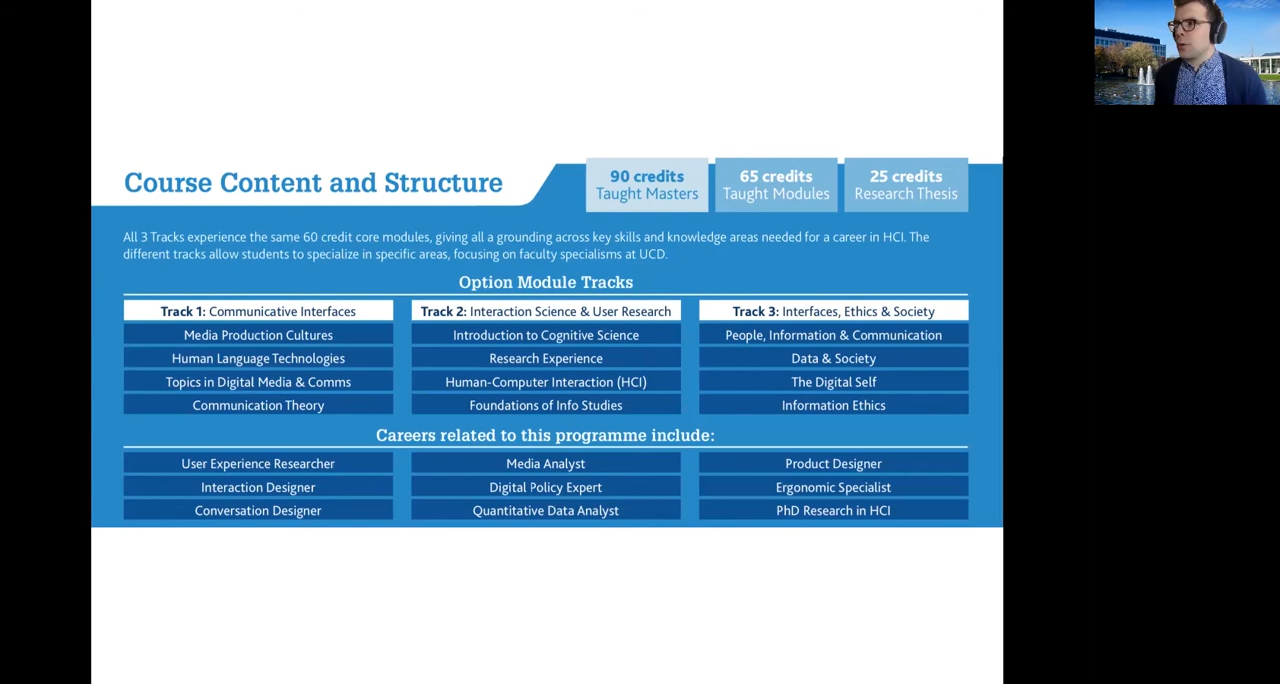 Course Content and Structure
90 credits
Taught Masters
65 credits
Taught Modules
25 credits
Research Thesis
All 3 Tracks experience the same 60 credit core modules, giving all a grounding across key skills and knowledge areas needed for a career in HCI. The
different tracks allow students to specialize in specific areas, focusing on faculty specialisms at UCD.
Option Module Tracks
Track 1: Communicative Interfaces
Media Production Cultures
Human Language Technologies
Topics in Digital Media & Comms
Communication Theory
Track 2: Interaction Science & User Research
Introduction to Cognitive Science
Research Experience
Human-Computer Interaction (HCI)
Foundations of Info Studies
Track 3: Interfaces, Ethics & Society
People, Information & Communication
Data & Society
The Digital Self
Information Ethics
Careers related to this programme include:
User Experience Researcher
Interaction Designer
Conversation Designer
Media Analyst
Digital Policy Expert
Quantitative Data Analyst
Product Designer
Ergonomic Specialist
PhD Research in HCI